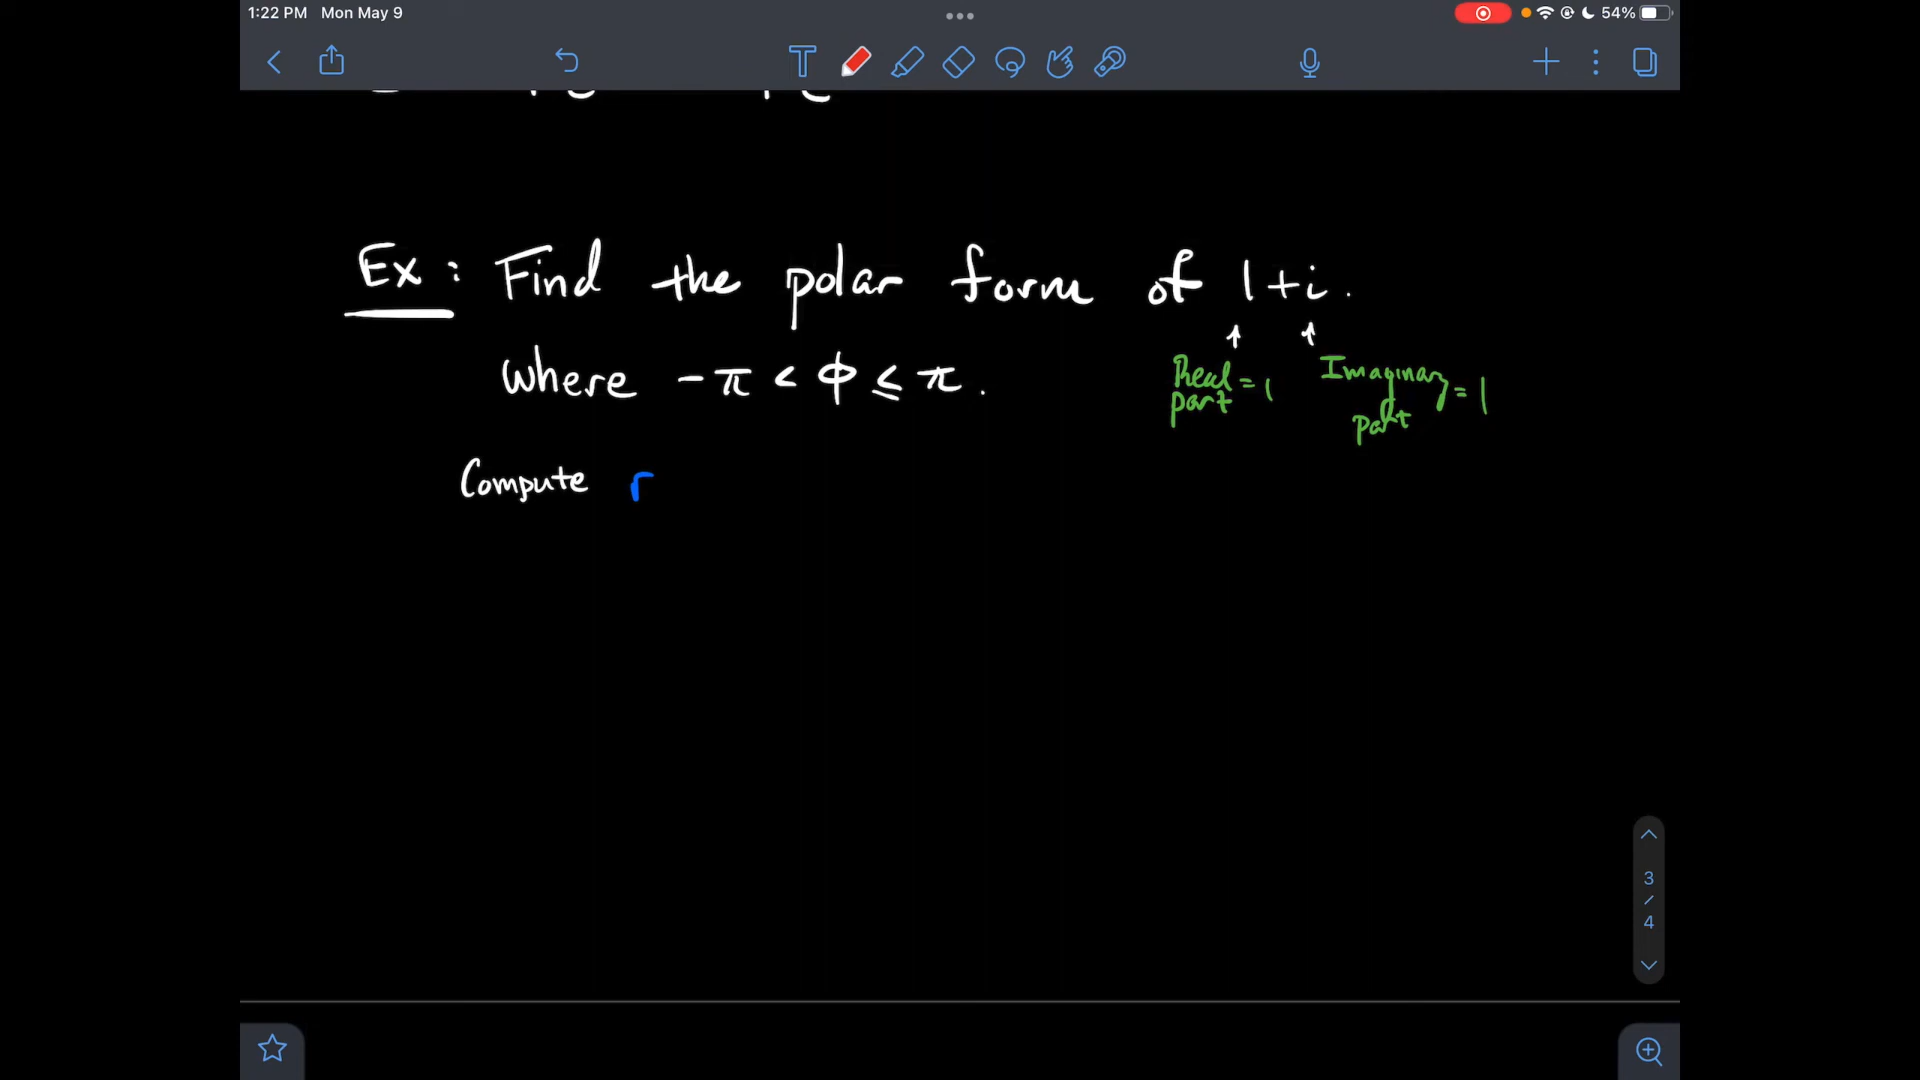 1:22 PM Mon May 9
54%
T
Ex: Find the polar form of 1+i.
where -π < ϕ ≤ π.
Real part = 1
Imaginary part = 1
Compute r
3 / 4